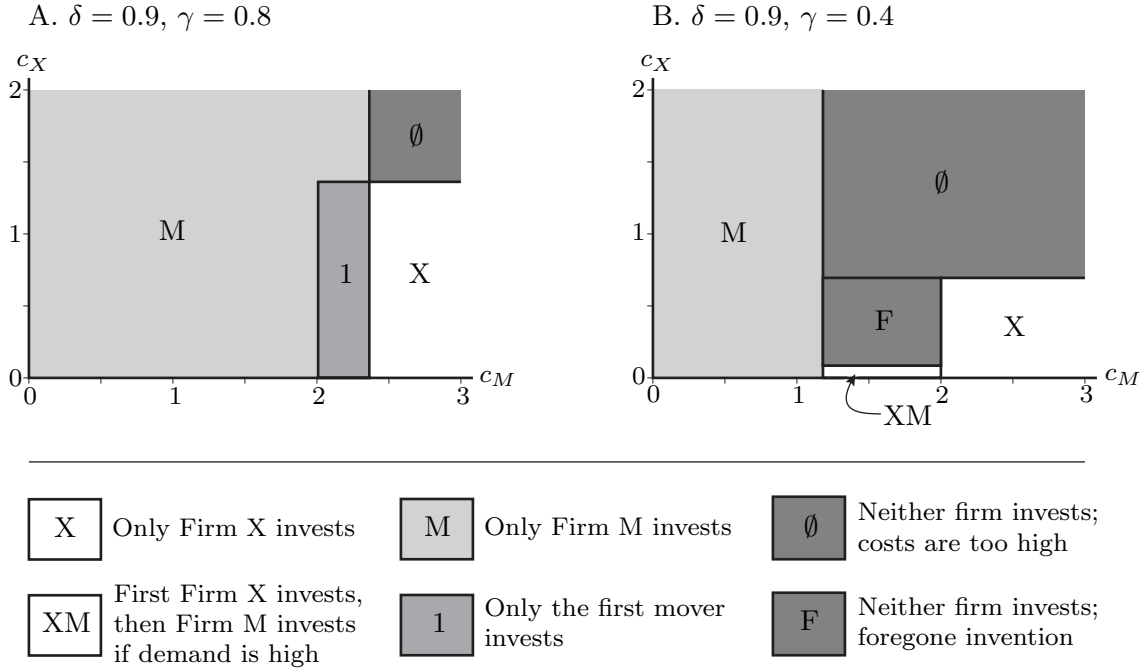 A. δ = 0.9, γ = 0.8
c_X
2
1
0
0
1
2
3
c_M
M
1
X
∅
B. δ = 0.9, γ = 0.4
c_X
2
1
0
0
1
2
3
c_M
M
∅
F
X
XM
X
Only Firm X invests
M
Only Firm M invests
∅
Neither firm invests;
costs are too high
XM
First Firm X invests,
then Firm M invests
if demand is high
1
Only the first mover
invests
F
Neither firm invests;
foregone invention